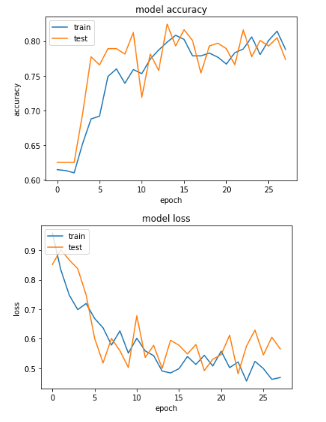 model accuracy
train
test
0.80
0.75
0.70
0.65
0.60
accuracy
0 5 10 15 20 25
epoch
model loss
train
test
0.9
0.8
0.7
0.6
0.5
loss
0 5 10 15 20 25
epoch